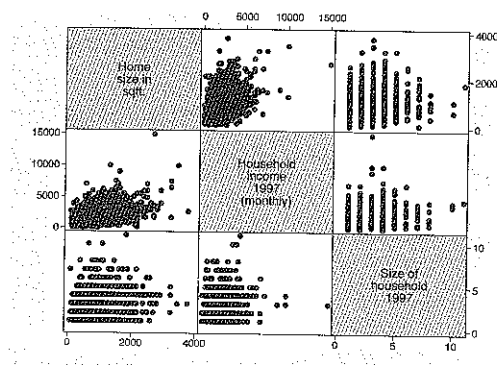 0 10000
5000 15000
Home
size in
sqft.
4000
2000
0
15000
10000
5000
0
Household
income
1997
(monthly)
10
5
0
Size of
household
1997
0 2000 4000
0 5 10